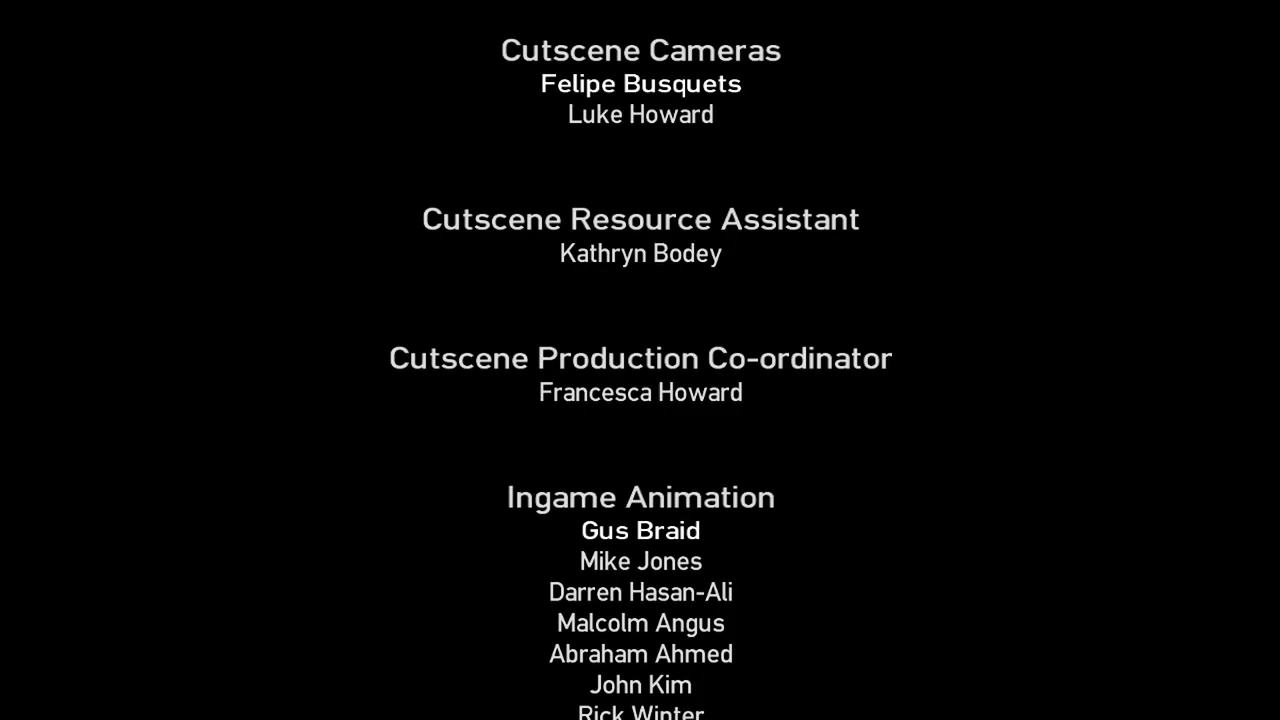 Cutscene Cameras
Felipe Busquets
Luke Howard
Cutscene Resource Assistant
Kathryn Bodey
Cutscene Production Co-ordinator
Francesca Howard
Ingame Animation
Gus Braid
Mike Jones
Darren Hasan-Ali
Malcolm Angus
Abraham Ahmed
John Kim
Rick Winter